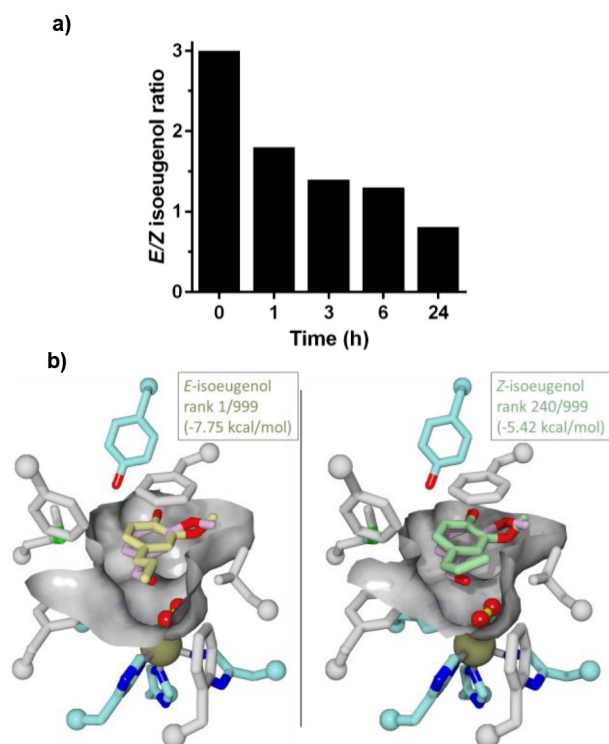 a)
E/Z isoeugenol ratio
3
2
1
0
0 1 3 6 24
Time (h)
b)
E-isoeugenol
rank 1/999
(-7.75 kcal/mol)
Z-isoeugenol
rank 240/999
(-5.42 kcal/mol)